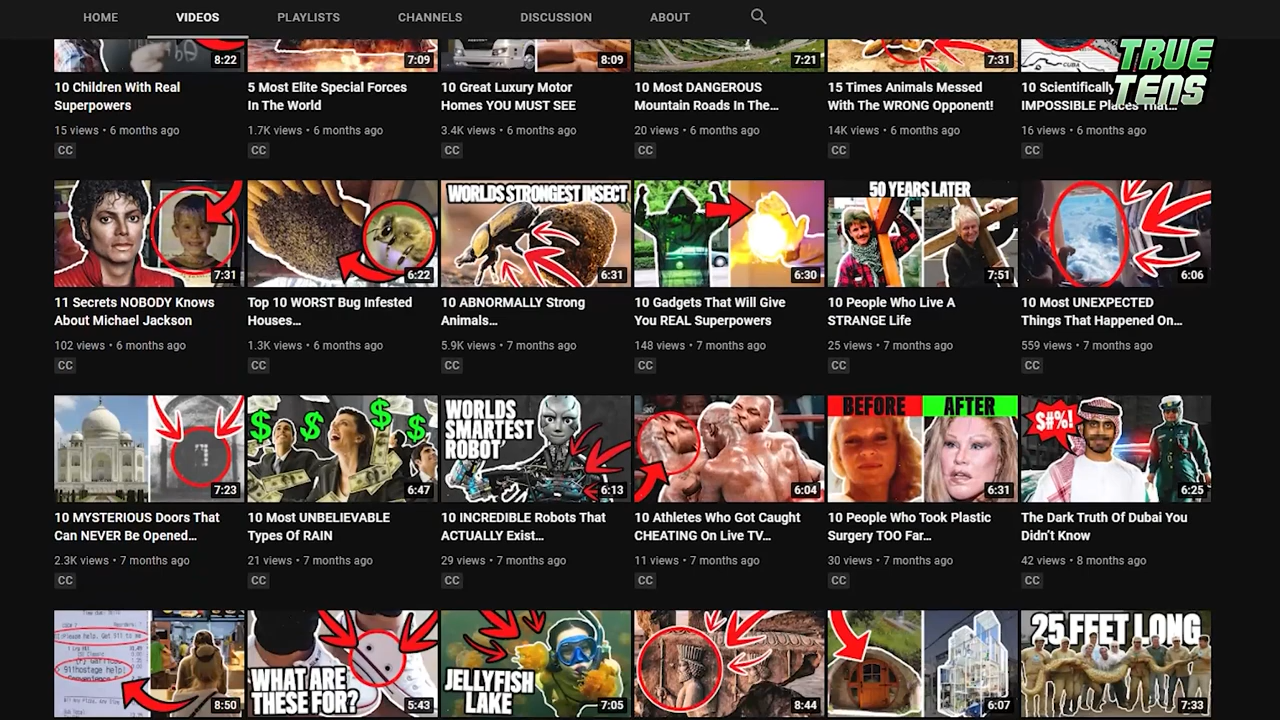 HOME VIDEOS PLAYLISTS CHANNELS DISCUSSION ABOUT
TRUE
TENS
8:22 7:09 8:09 7:21 7:31 CUBA
10 Children With Real
Superpowers
15 views • 6 months ago
CC
5 Most Elite Special Forces
In The World
1.7K views • 6 months ago
CC
10 Great Luxury Motor
Homes YOU MUST SEE
3.4K views • 6 months ago
CC
10 Most DANGEROUS
Mountain Roads In The...
20 views • 6 months ago
CC
15 Times Animals Messed
With The WRONG Opponent!
14K views • 6 months ago
CC
10 Scientifically
IMPOSSIBLE Places That...
16 views • 6 months ago
CC
7:31
11 Secrets NOBODY Knows
About Michael Jackson
102 views • 6 months ago
CC
6:22
Top 10 WORST Bug Infested
Houses...
1.3K views • 6 months ago
CC
WORLDS STRONGEST INSECT
6:31
10 ABNORMALLY Strong
Animals...
5.9K views • 7 months ago
CC
6:30
10 Gadgets That Will Give
You REAL Superpowers
148 views • 7 months ago
CC
50 YEARS LATER
7:51
10 People Who Live A
STRANGE Life
25 views • 7 months ago
CC
6:06
10 Most UNEXPECTED
Things That Happened On...
559 views • 7 months ago
CC
7:23
10 MYSTERIOUS Doors That
Can NEVER Be Opened...
2.3K views • 7 months ago
CC
$ $ $ $
6:47
10 Most UNBELIEVABLE
Types Of RAIN
21 views • 7 months ago
CC
WORLDS
SMARTEST
ROBOT'
6:13
10 INCREDIBLE Robots That
ACTUALLY Exist...
29 views • 7 months ago
CC
6:04
10 Athletes Who Got Caught
CHEATING On Live TV...
11 views • 7 months ago
CC
BEFORE AFTER
6:31
10 People Who Took Plastic
Surgery TOO Far...
30 views • 7 months ago
CC
$#%!
6:25
The Dark Truth Of Dubai You
Didn't Know
42 views • 8 months ago
CC
Please help. Get 911 to me
911hostage help!
8:50
WHAT ARE
THESE FOR?
5:43
JELLYFISH
LAKE
7:05
8:44
6:07
25 FEET LONG
7:33